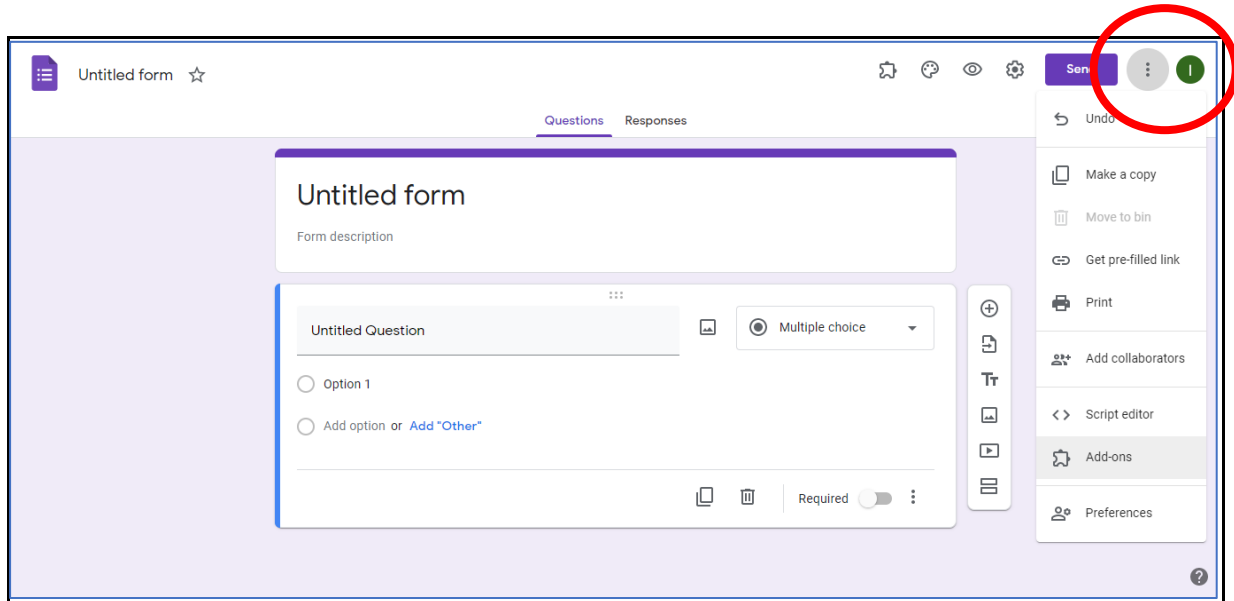 Untitled form
Send
I
Questions Responses
Undo
Make a copy
Move to bin
Get pre-filled link
Print
Add collaborators
Script editor
Add-ons
Preferences
Untitled form
Form description
Untitled Question
Multiple choice
Option 1
Add option or Add "Other"
Required
Tт